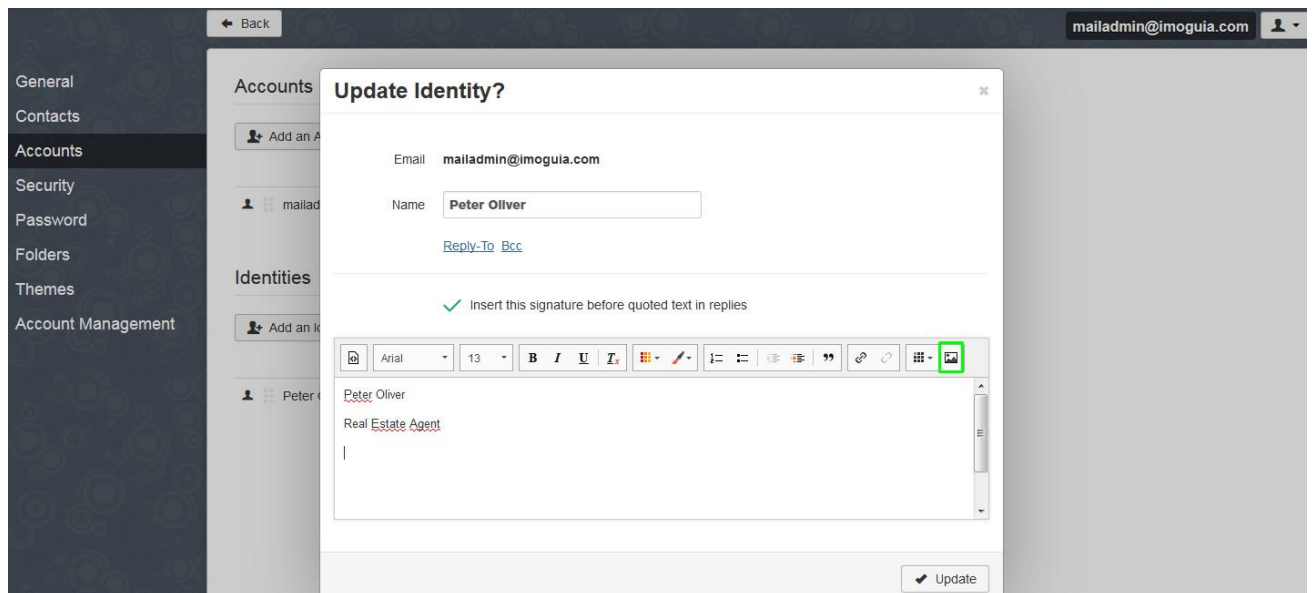 Back
mailadmin@imoguia.com
General
Contacts
Accounts
Security
Password
Folders
Themes
Account Management
Accounts
Add an A
mailad
Identities
Add an Id
Peter
Update Identity?
Email mailadmin@imoguia.com
Name Peter Oliver
Reply-To Bcc
Insert this signature before quoted text in replies
Arial 13 B I U Tx
Peter Oliver
Real Estate Agent
Update